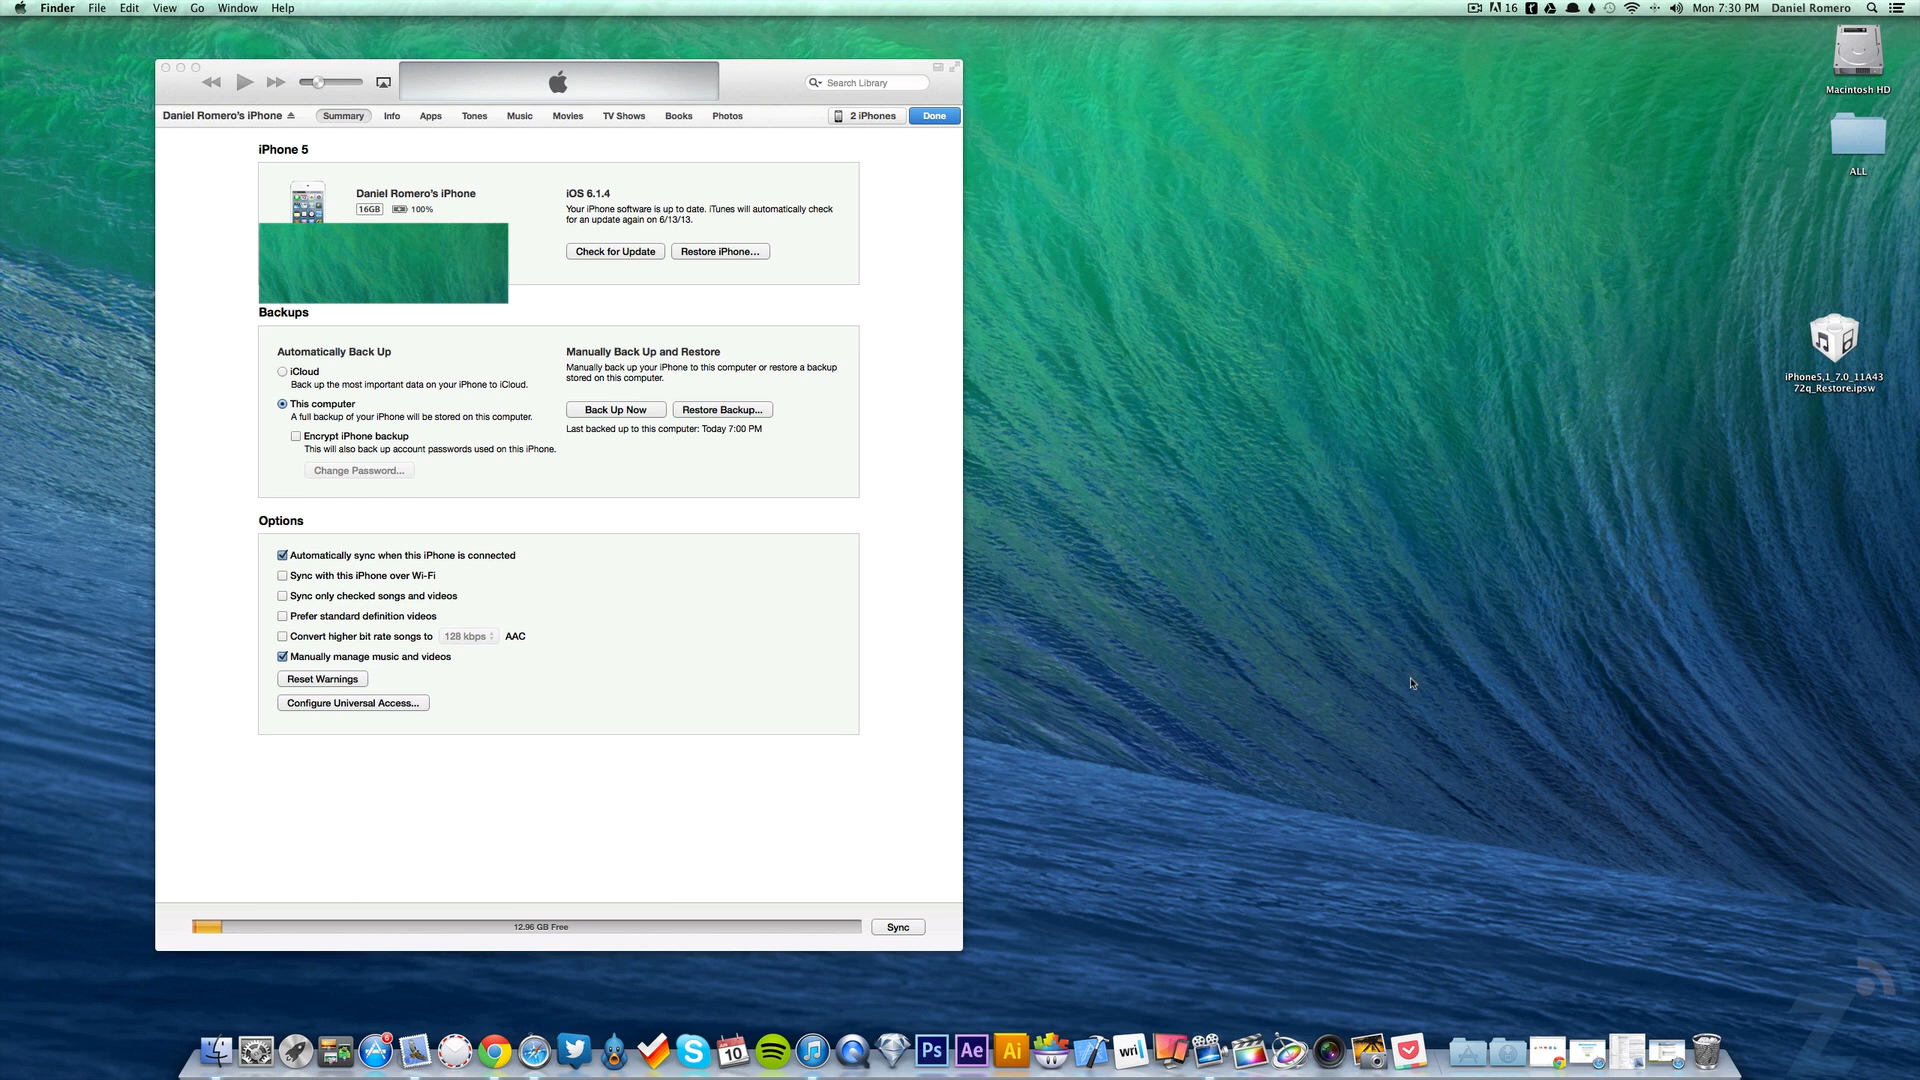 Finder File Edit View Go Window Help
16 Mon 7:30 PM Daniel Romero
Macintosh HD
ALL
iPhone5,1_7.0_11A43
72q_Restore.ipsw
Search Library
Daniel Romero's iPhone Summary Info Apps Tones Music Movies TV Shows Books Photos 2 iPhones Done
iPhone 5
Daniel Romero's iPhone
16GB 100%
iOS 6.1.4
Your iPhone software is up to date. iTunes will automatically check
for an update again on 6/13/13.
Check for Update Restore iPhone...
Backups
Automatically Back Up
iCloud
Back up the most important data on your iPhone to iCloud.
This computer
A full backup of your iPhone will be stored on this computer.
Encrypt iPhone backup
This will also back up account passwords used on this iPhone.
Change Password...
Manually Back Up and Restore
Manually back up your iPhone to this computer or restore a backup
stored on this computer.
Back Up Now Restore Backup...
Last backed up to this computer: Today 7:00 PM
Options
Automatically sync when this iPhone is connected
Sync with this iPhone over Wi-Fi
Sync only checked songs and videos
Prefer standard definition videos
Convert higher bit rate songs to 128 kbps AAC
Manually manage music and videos
Reset Warnings
Configure Universal Access...
12.96 GB Free
Sync
6 10 Ps Ae Ai wri